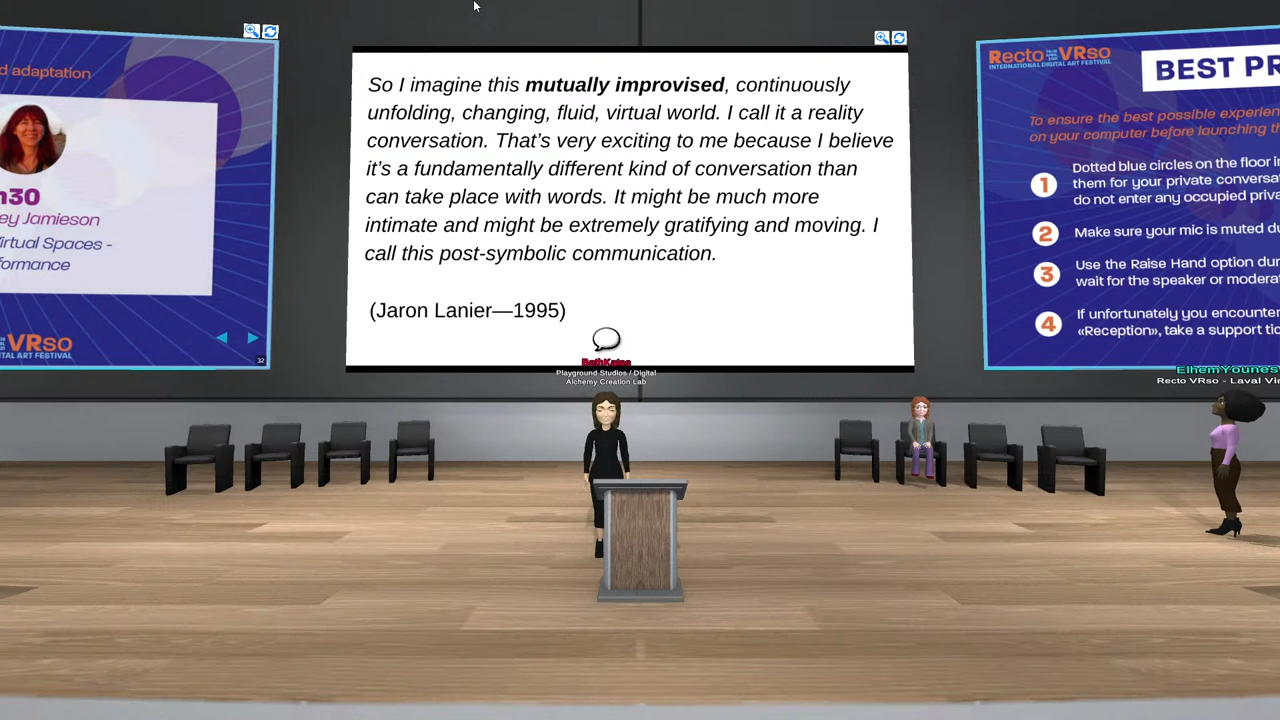 d adaptation
n30
ey Jamieson
Virtual Spaces -
formance
VRso
ITAL ART FESTIVAL
32
So I imagine this mutually improvised, continuously
unfolding, changing, fluid, virtual world. I call it a reality
conversation. That's very exciting to me because I believe
it's a fundamentally different kind of conversation than
can take place with words. It might be much more
intimate and might be extremely gratifying and moving. I
call this post-symbolic communication.
(Jaron Lanier—1995)
BethKates
Playground Studios / Digital
Alchemy Creation Lab
Recto VRso
INTERNATIONAL DIGITAL ART FESTIVAL
BEST PR
To ensure the best possible experien
on your computer before launching th
1 Dotted blue circles on the floor in
them for your private conversa
do not enter any occupied priva
2 Make sure your mic is muted du
3 Use the Raise Hand option dur
wait for the speaker or modera
4 If unfortunately you encounter
«Reception», take a support tic
ElhemYounes
Recto VRso - Laval Vir